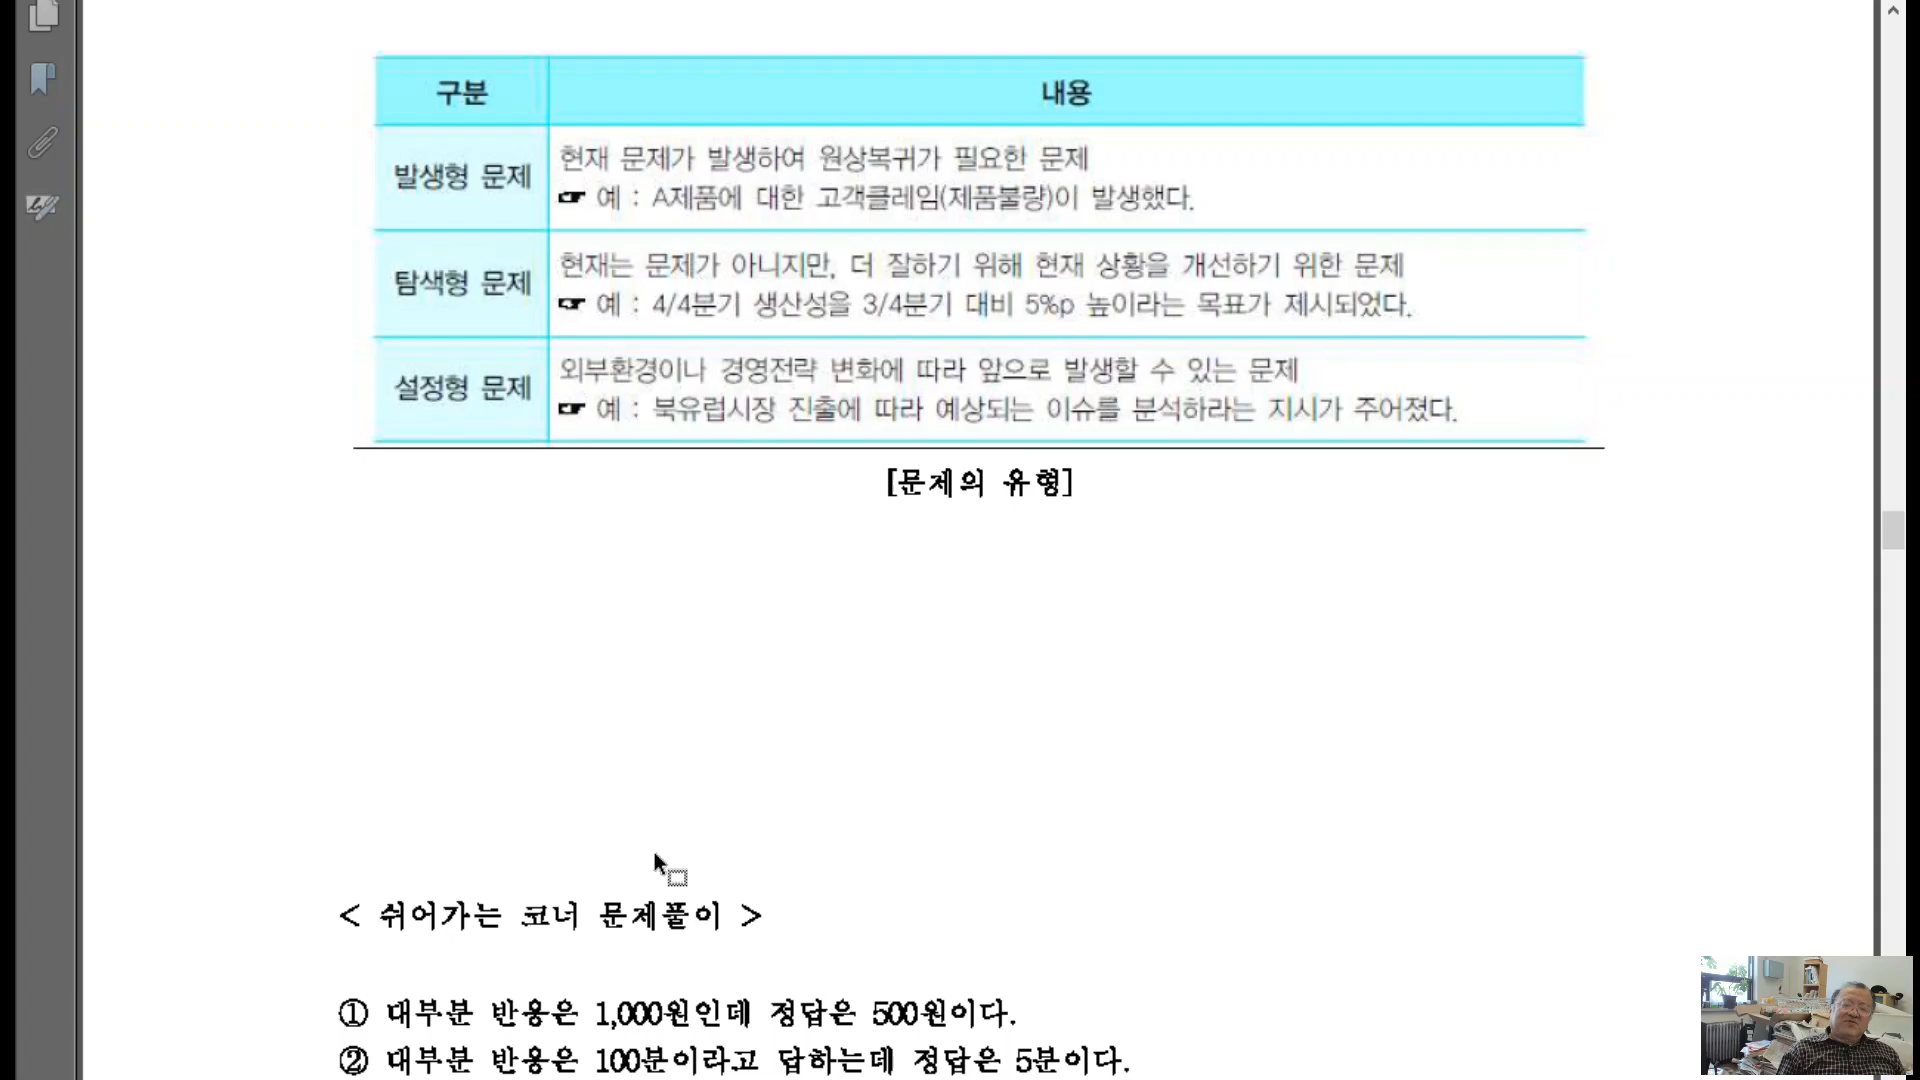 구분 내용
발생형 문제
현재 문제가 발생하여 원상복귀가 필요한 문제
☞ 예 : A제품에 대한 고객클레임(제품불량)이 발생했다.
탐색형 문제
현재는 문제가 아니지만, 더 잘하기 위해 현재 상황을 개선하기 위한 문제
☞ 예 : 4/4분기 생산성을 3/4분기 대비 5%p 높이라는 목표가 제시되었다.
설정형 문제
외부환경이나 경영전략 변화에 따라 앞으로 발생할 수 있는 문제
☞ 예 : 북유럽시장 진출에 따라 예상되는 이슈를 분석하라는 지시가 주어졌다.
[문제의 유형]
< 쉬어가는 코너 문제풀이 >
① 대부분 반응은 1,000원인데 정답은 500원이다.
② 대부분 반응은 100분이라고 답하는데 정답은 5분이다.